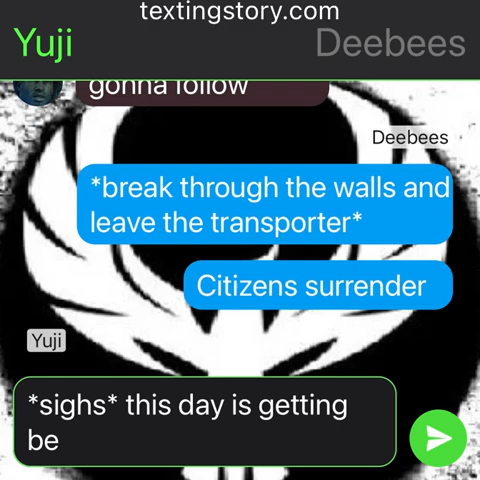 textingstory.com
Yuji
Deebees
gonna follow
Deebees
*break through the walls and
leave the transporter*
Citizens surrender
Yuji
*sighs* this day is getting
be